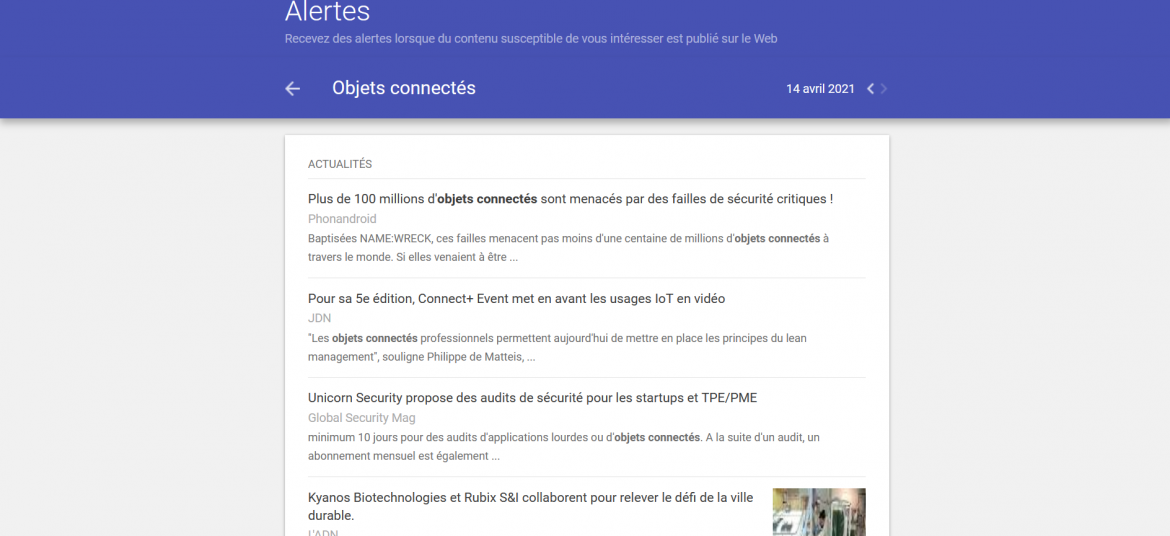 Alertes
Recevez des alertes lorsque du contenu susceptible de vous intéresser est publié sur le Web
Objets connectés
14 avril 2021
ACTUALITÉS
Plus de 100 millions d'objets connectés sont menacés par des failles de sécurité critiques !
Phonandroid
Baptisées NAME:WRECK, ces failles menacent pas moins d'une centaine de millions d'objets connectés à
travers le monde. Si elles venaient à être ...
Pour sa 5e édition, Connect+ Event met en avant les usages IoT en vidéo
JDN
"Les objets connectés professionnels permettent aujourd'hui de mettre en place les principes du lean
management", souligne Philippe de Matteis, ...
Unicorn Security propose des audits de sécurité pour les startups et TPE/PME
Global Security Mag
minimum 10 jours pour des audits d'applications lourdes ou d'objets connectés. A la suite d'un audit, un
abonnement mensuel est également ...
Kyanos Biotechnologies et Rubix S&I collaborent pour relever le défi de la ville
durable.
L'ADN